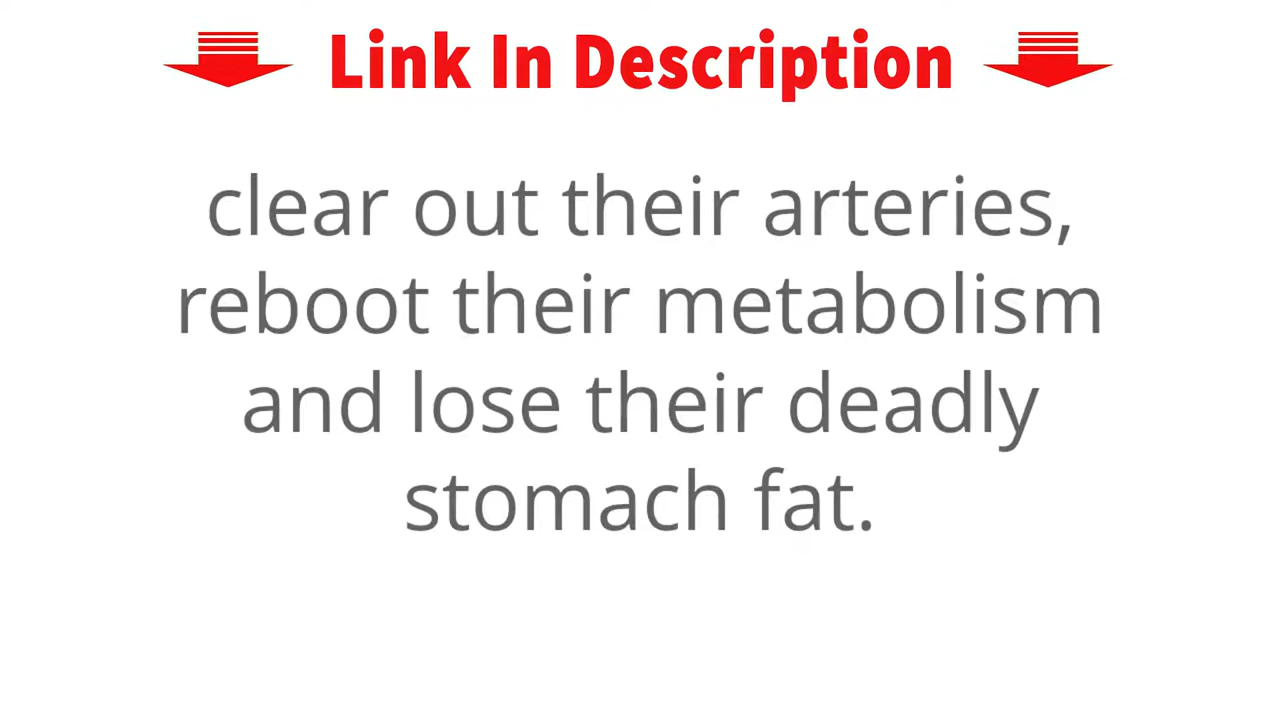 Link In Description
clear out their arteries,
reboot their metabolism
and lose their deadly
stomach fat.